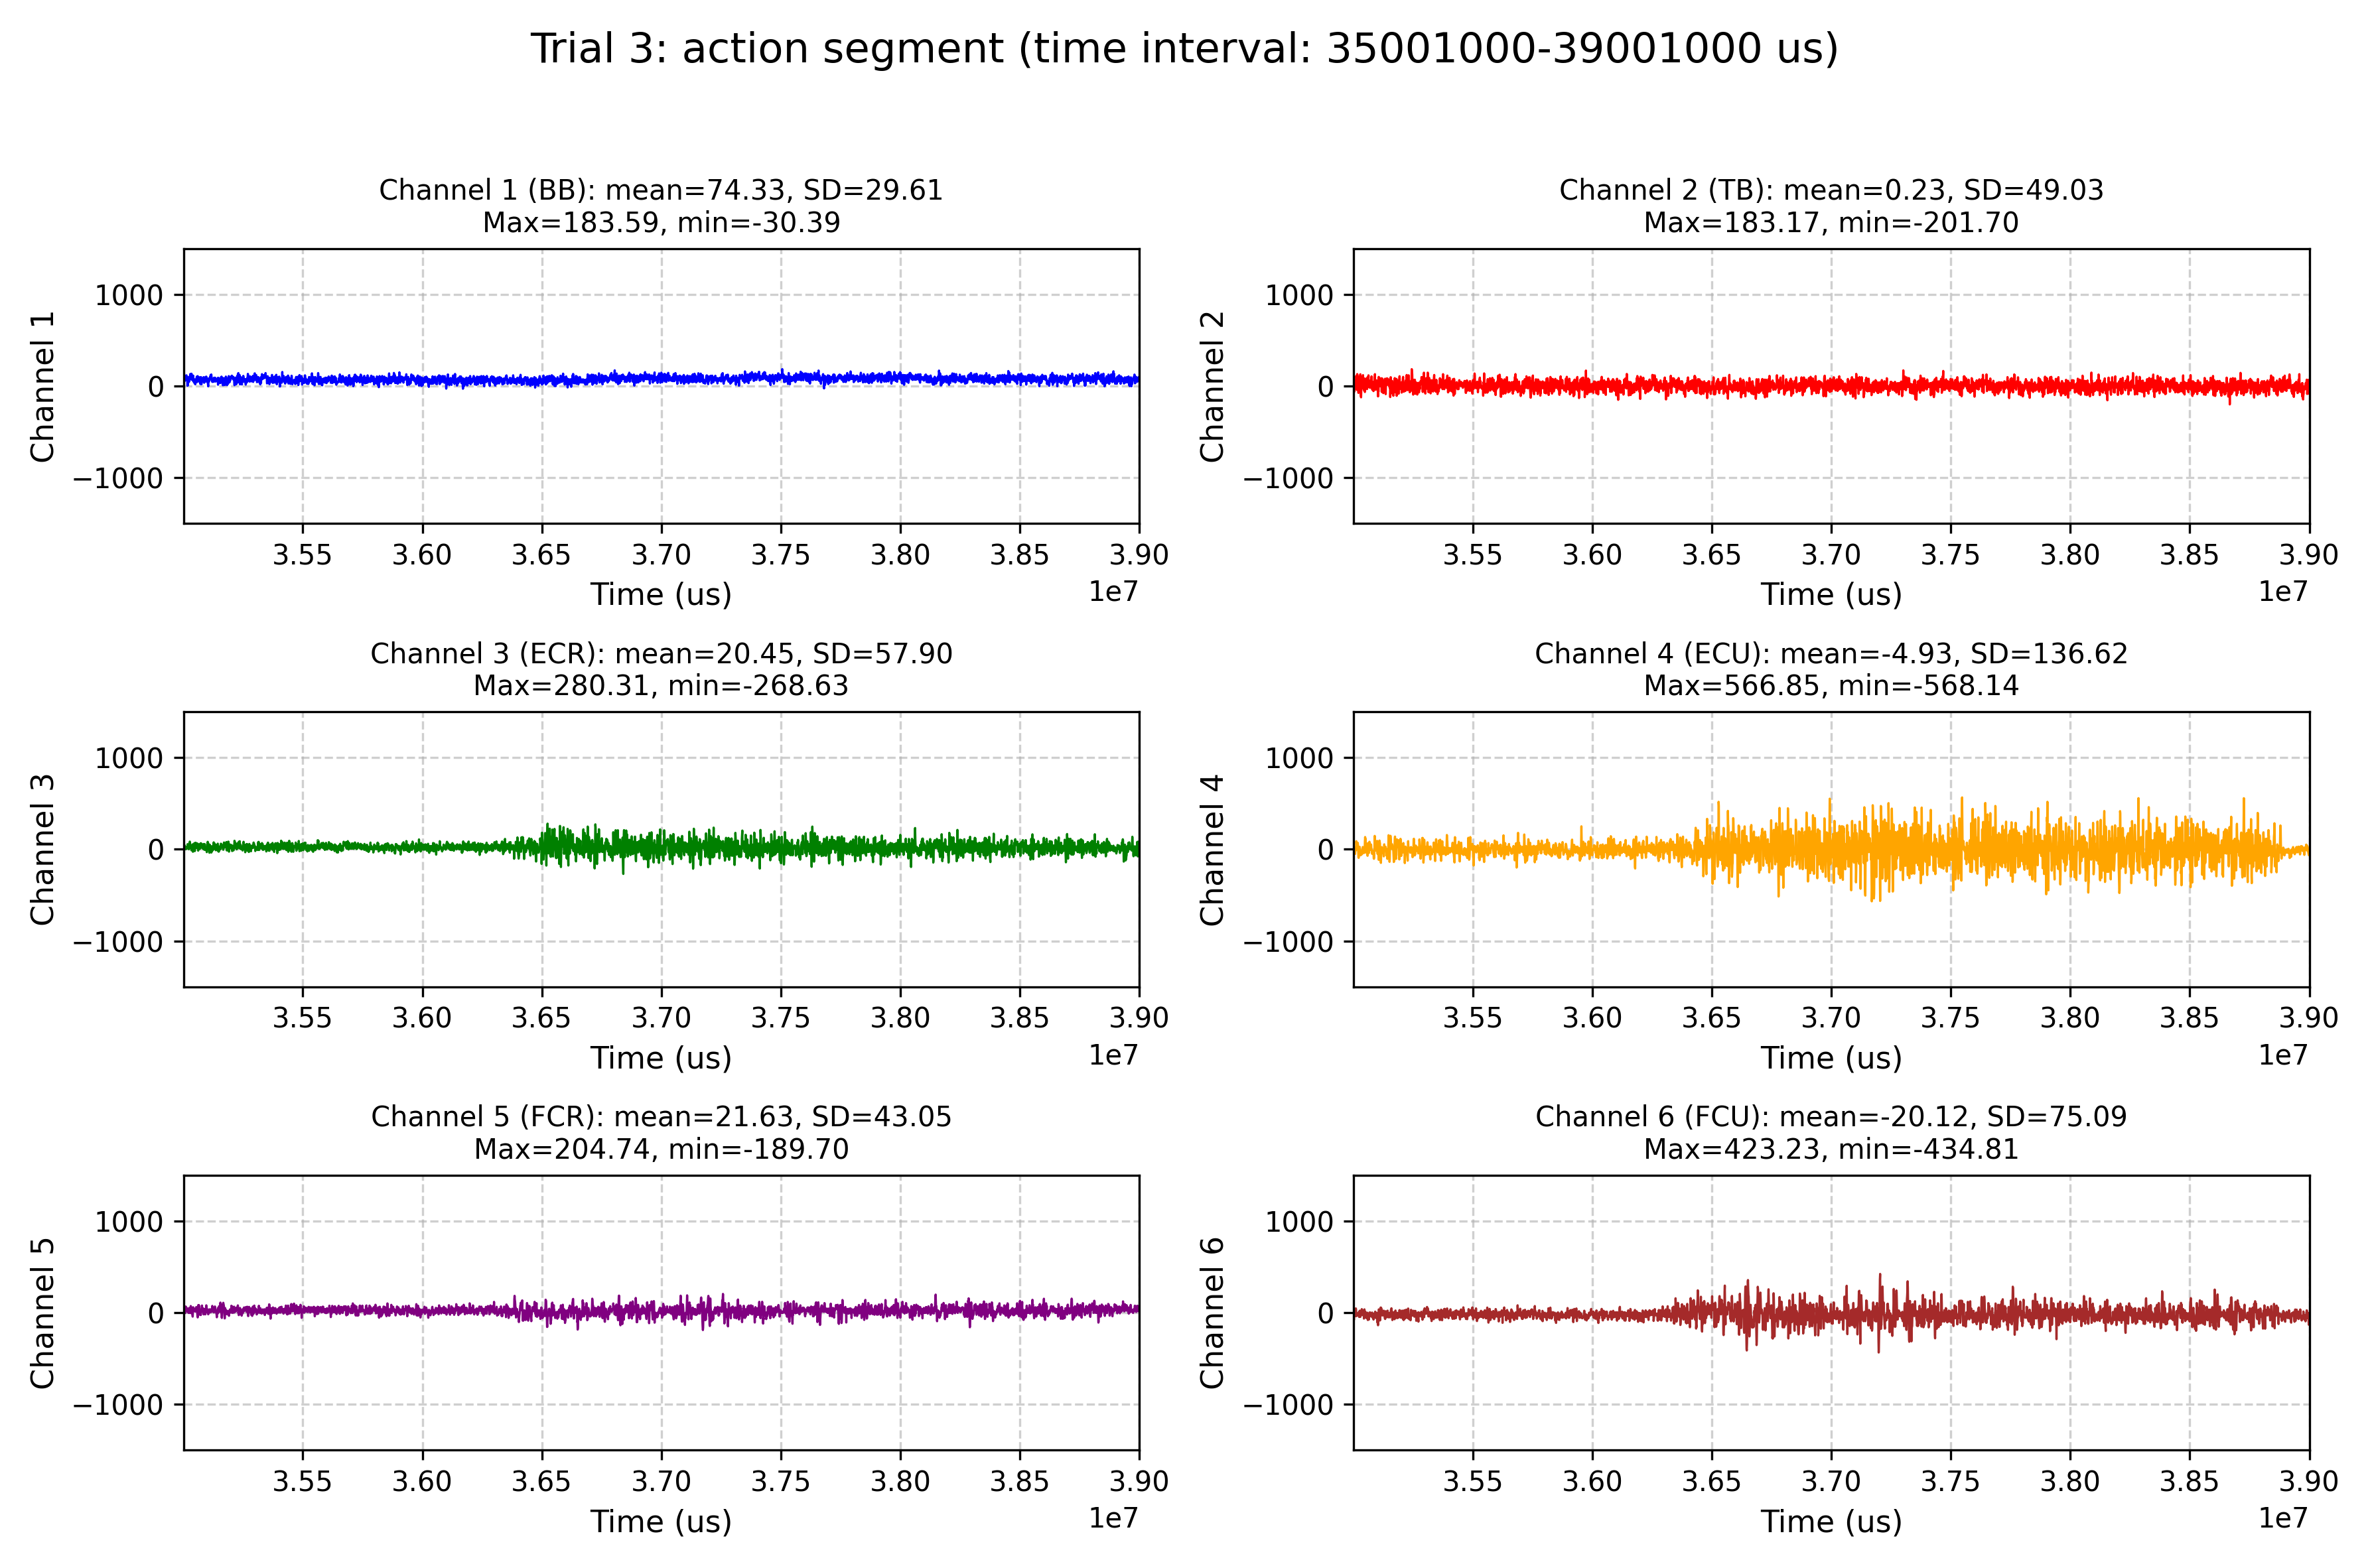 Trial 3: action segment (time interval: 35001000-39001000 us)
Channel 1 (BB): mean=74.33, SD=29.61
Max=183.59, min=-30.39
Channel 1
1000
0
−1000
3.55 3.60 3.65 3.70 3.75 3.80 3.85 3.90
Time (us)
1e7
Channel 2 (TB): mean=0.23, SD=49.03
Max=183.17, min=-201.70
Channel 2
1000
0
−1000
3.55 3.60 3.65 3.70 3.75 3.80 3.85 3.90
Time (us)
1e7
Channel 3 (ECR): mean=20.45, SD=57.90
Max=280.31, min=-268.63
Channel 3
1000
0
−1000
3.55 3.60 3.65 3.70 3.75 3.80 3.85 3.90
Time (us)
1e7
Channel 4 (ECU): mean=-4.93, SD=136.62
Max=566.85, min=-568.14
Channel 4
1000
0
−1000
3.55 3.60 3.65 3.70 3.75 3.80 3.85 3.90
Time (us)
1e7
Channel 5 (FCR): mean=21.63, SD=43.05
Max=204.74, min=-189.70
Channel 5
1000
0
−1000
3.55 3.60 3.65 3.70 3.75 3.80 3.85 3.90
Time (us)
1e7
Channel 6 (FCU): mean=-20.12, SD=75.09
Max=423.23, min=-434.81
Channel 6
1000
0
−1000
3.55 3.60 3.65 3.70 3.75 3.80 3.85 3.90
Time (us)
1e7